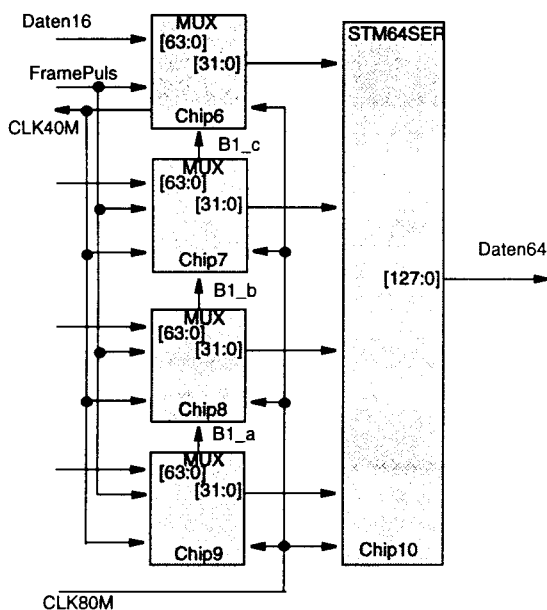 Daten16
MUX
[63:0]
[31:0]
STM64SER
FramePuls
CLK40M
Chip6
B1_c
MUX
[63:0]
[31:0]
Chip7
Daten64
[127:0]
B1_b
MUX
[63:0]
[31:0]
Chip8
B1_a
MUX
[63:0]
[31:0]
Chip9
Chip10
CLK80M